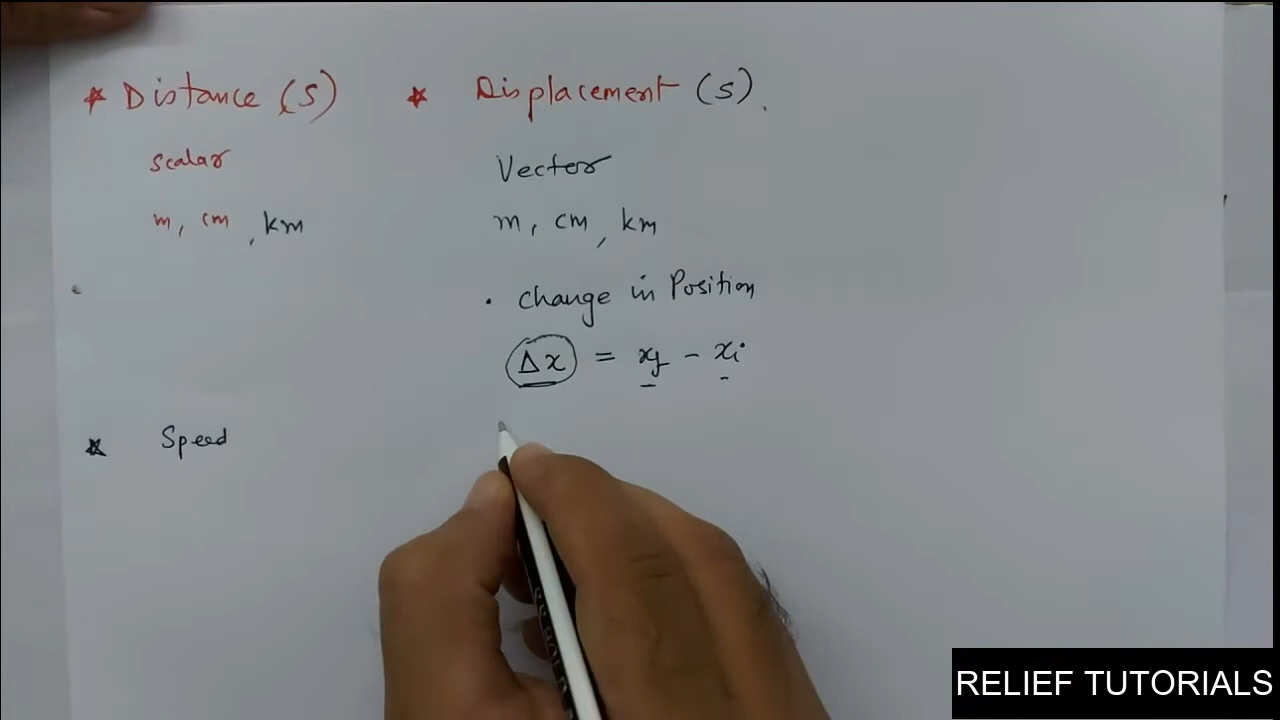 * Distance (S)
* Displacement (s).
scalar
Vector
m, cm, km
m, cm, km
• change in Position
Δx = xf - xi
* Speed
RELIEF TUTORIALS